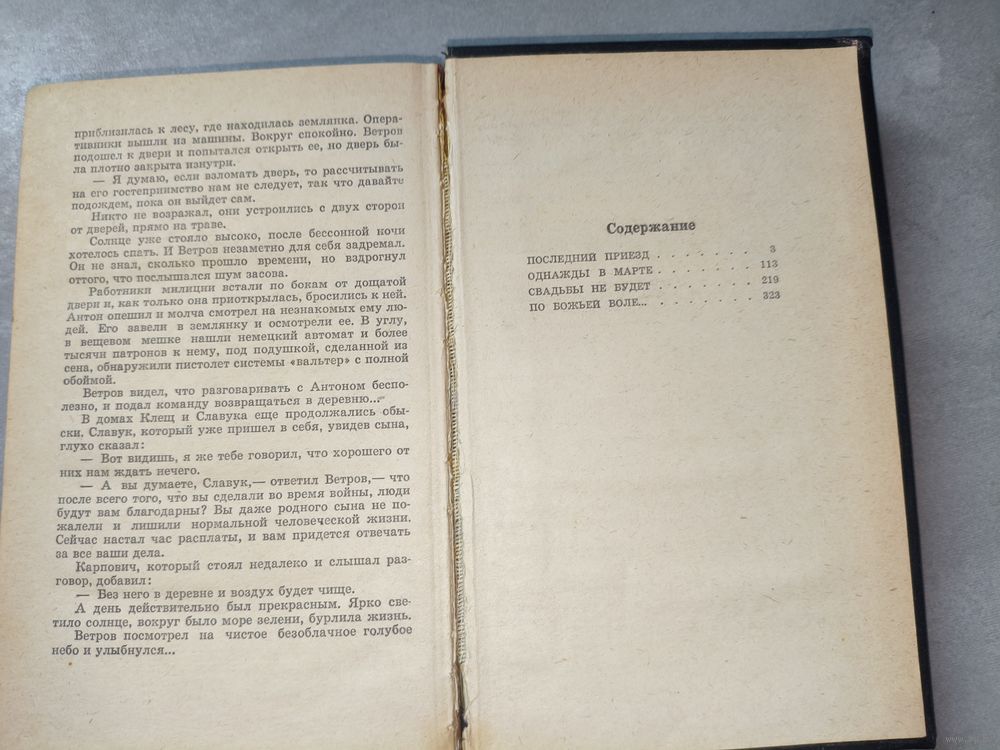 приблизилась к лесу, где находилась землянка. Опера-
тивники вышли из машины. Вокруг спокойно. Ветров
подошел к двери и попытался открыть ее, но дверь бы-
ла плотно закрыта изнутри.
— Я думаю, если взломать дверь, то рассчитывать
на его гостеприимство нам не следует, так что давайте
подождем, пока он выйдет сам.
Никто не возражал, они устроились с двух сторон
от дверей, прямо на траве.
Солнце уже стояло высоко, после бессонной ночи
хотелось спать. И Ветров незаметно для себя задремал.
Он не знал, сколько прошло времени, но вздрогнул
оттого, что послышался шум засова.
Работники милиции встали по бокам от дощатой
двери и, как только она приоткрылась, бросились к ней.
Антон опешил и молча смотрел на незнакомых ему лю-
дей. Его завели в землянку и осмотрели ее. В углу,
в вещевом мешке нашли немецкий автомат и более
тысячи патронов к нему, под подушкой, сделанной из
сена, обнаружили пистолет системы «вальтер» с полной
обоймой.
Ветров видел, что разговаривать с Антоном беспо-
лезно, и подал команду возвращаться в деревню...
В домах Клещ и Славука еще продолжались обы-
ски. Славук, который уже пришел в себя, увидев сына,
глухо сказал:
— Вот видишь, я же тебе говорил, что хорошего от
них нам ждать нечего.
— А вы думаете, Славук,— ответил Ветров,— что
после всего того, что вы сделали во время войны, люди
будут вам благодарны? Вы даже родного сына не по-
жалели и лишили нормальной человеческой жизни.
Сейчас настал час расплаты, и вам придется отвечать
за все ваши дела.
Карпович, который стоял недалеко и слышал раз-
говор, добавил:
— Без него в деревне и воздух будет чище.
А день действительно был прекрасным. Ярко све-
тило солнце, вокруг было море зелени, бурлила жизнь.
Ветров посмотрел на чистое безоблачное голубое
небо и улыбнулся...
Содержание
ПОСЛЕДНИЙ ПРИЕЗД . . . . . . . 3
ОДНАЖДЫ В МАРТЕ . . . . . . . 113
СВАДЬБЫ НЕ БУДЕТ . . . . . . . 219
ПО БОЖЬЕЙ ВОЛЕ... . . . . . . . 323